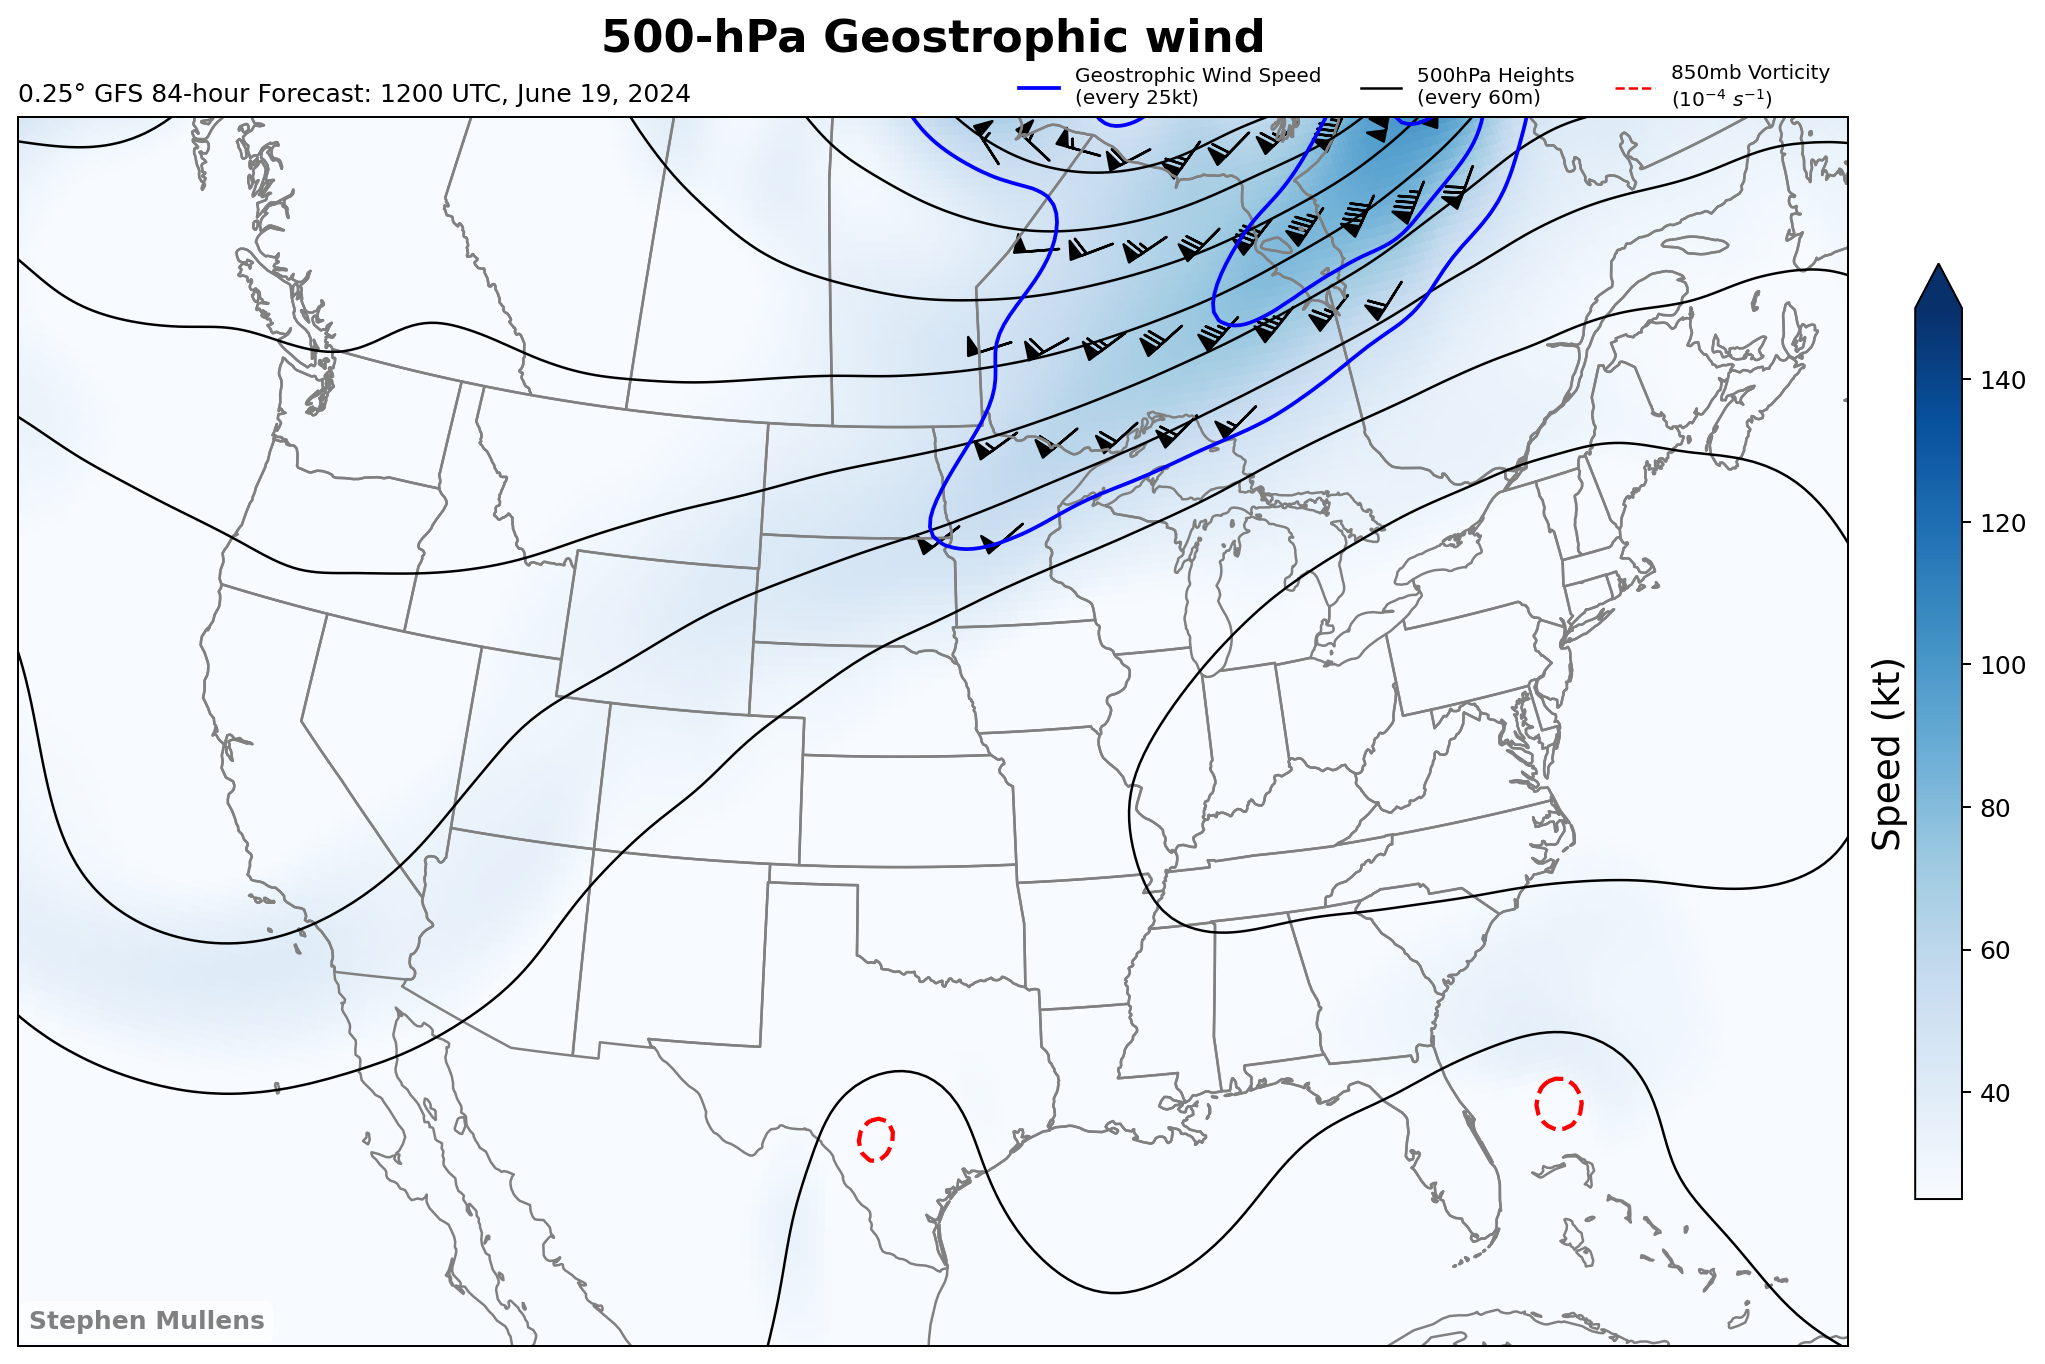 500-hPa Geostrophic wind
0.25° GFS 84-hour Forecast: 1200 UTC, June 19, 2024
Geostrophic Wind Speed
(every 25kt)
500hPa Heights
(every 60m)
850mb Vorticity
(10⁻⁴ s⁻¹)
140
120
100
80
60
40
Speed (kt)
Stephen Mullens